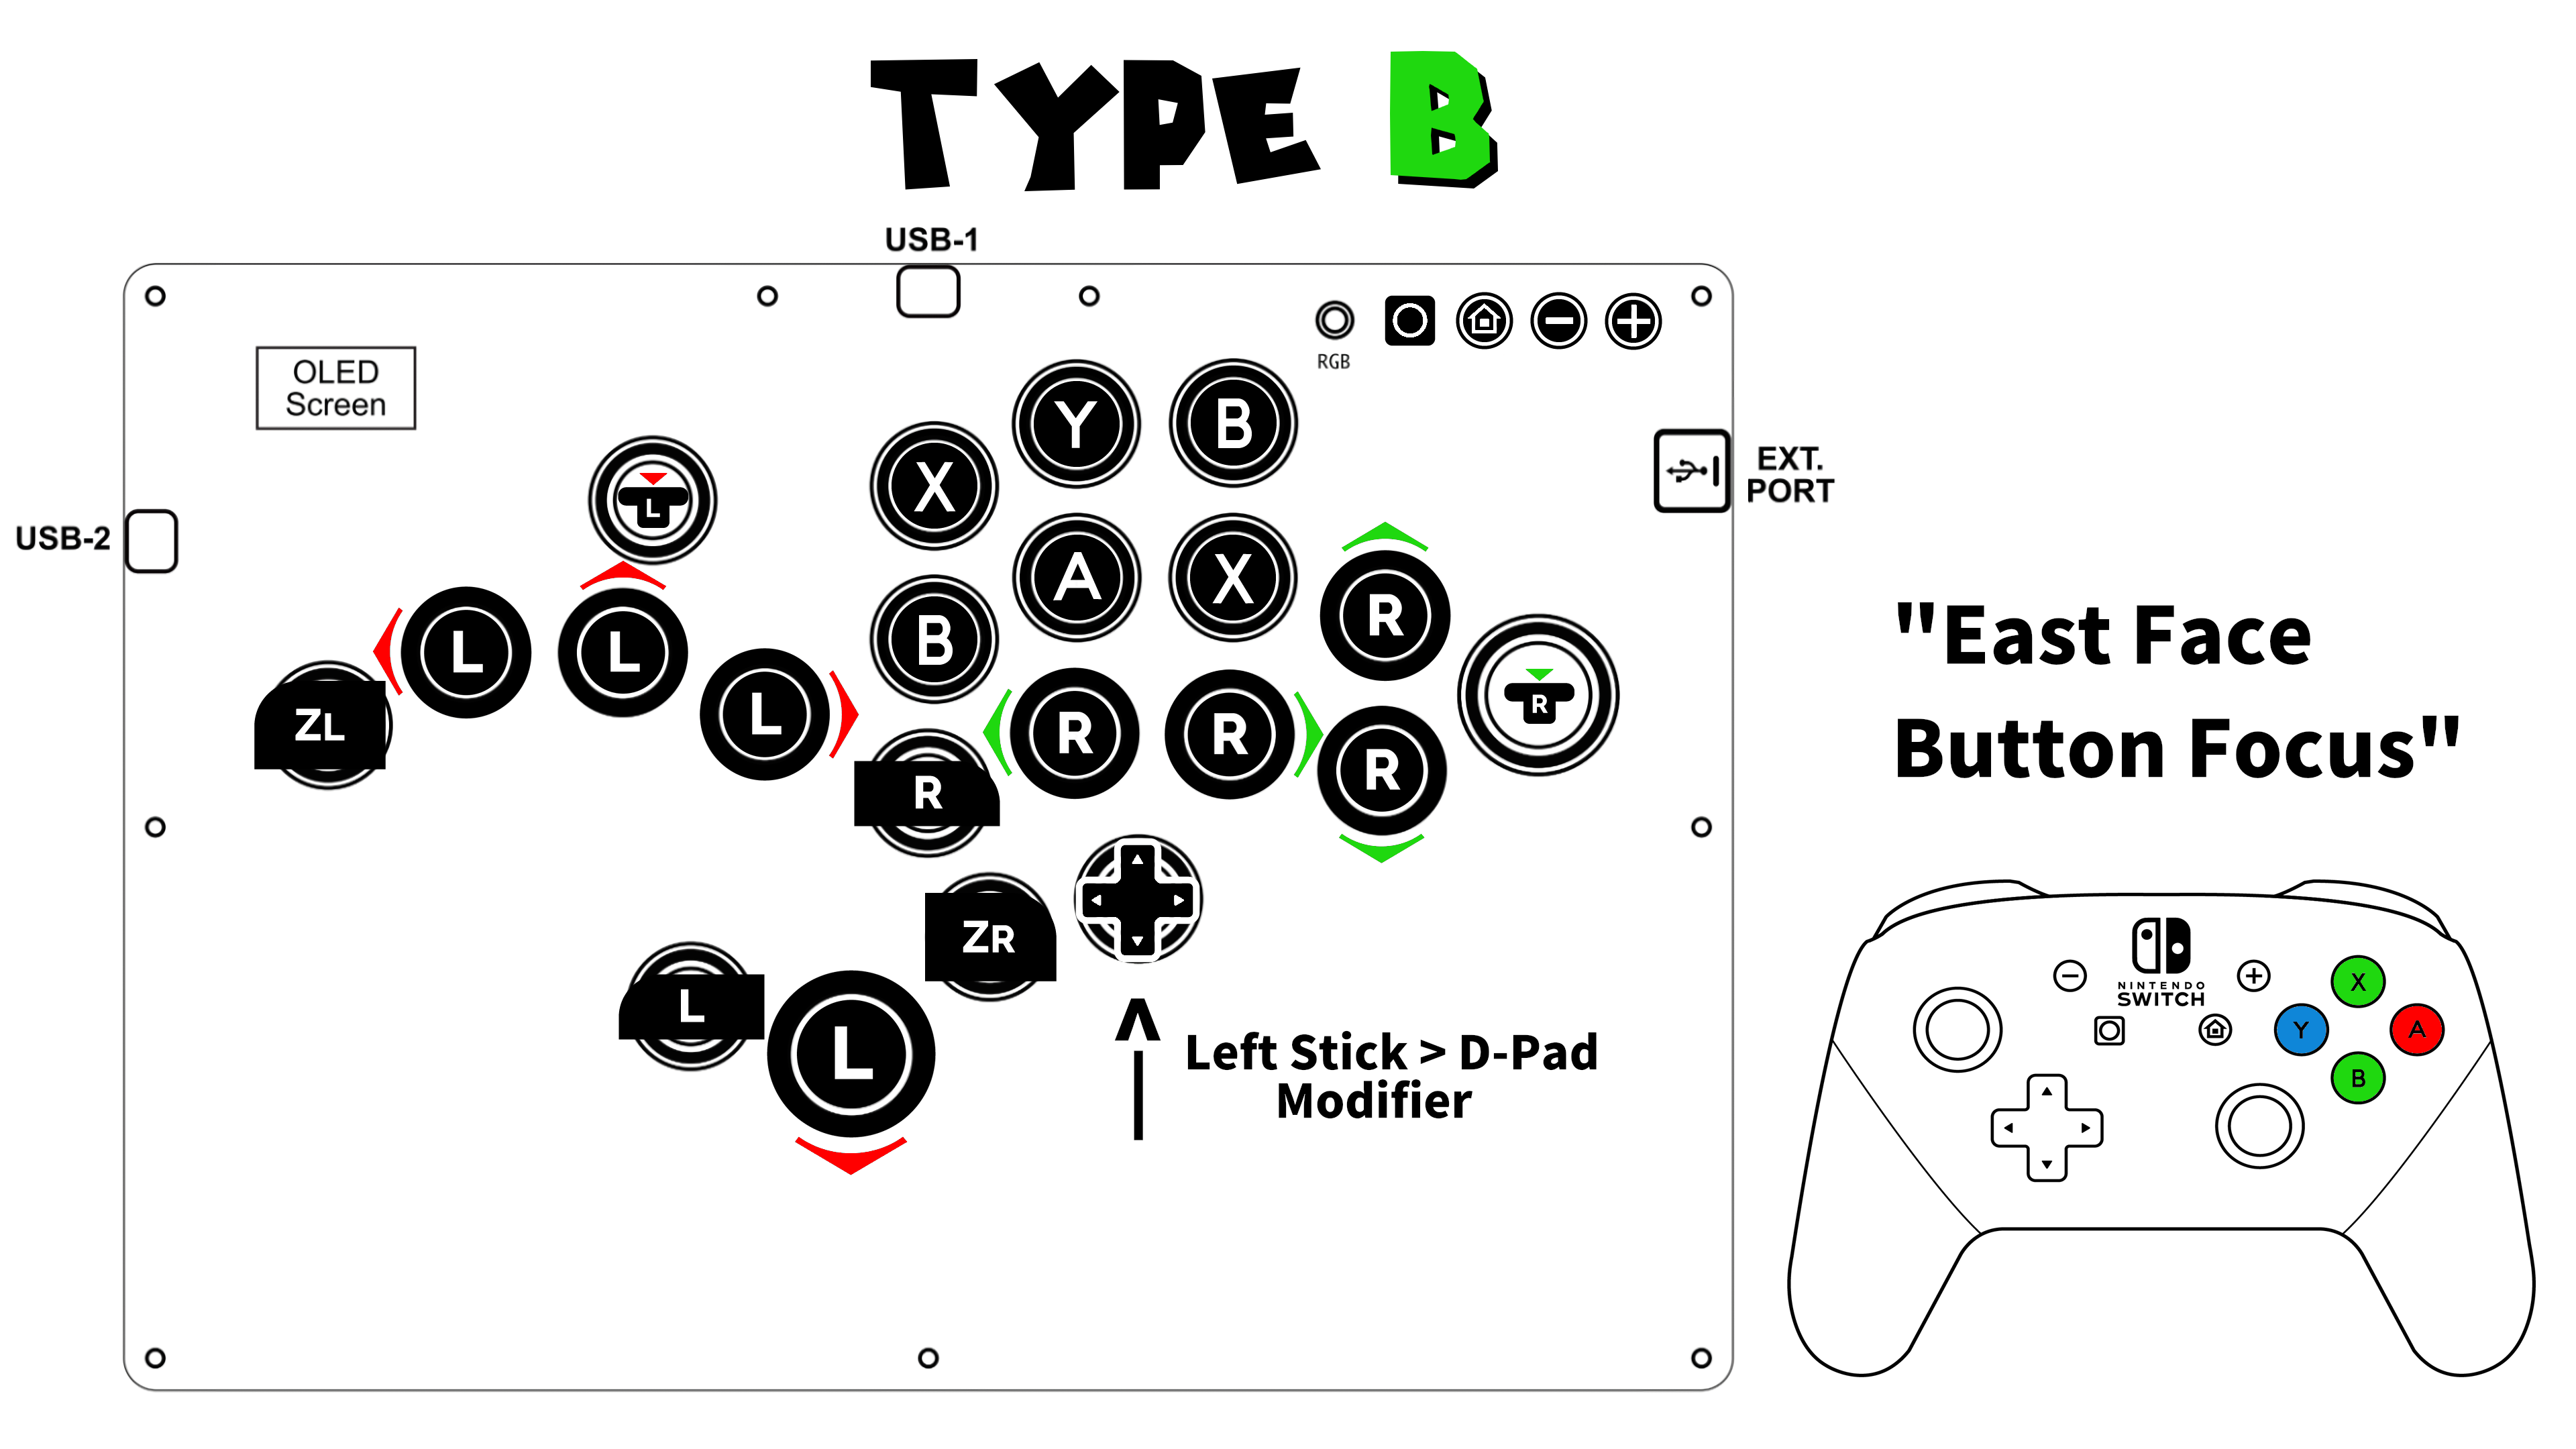 TYPE B
USB-1
RGB
OLED
Screen
Y
B
X
L
EXT.
PORT
USB-2
A
X
R
L
L
B
L
R
R
R
R
ZL
R
"East Face
Button Focus"
ZR
L
L
Left Stick > D-Pad
Modifier
NINTENDO
SWITCH
X
Y
A
B